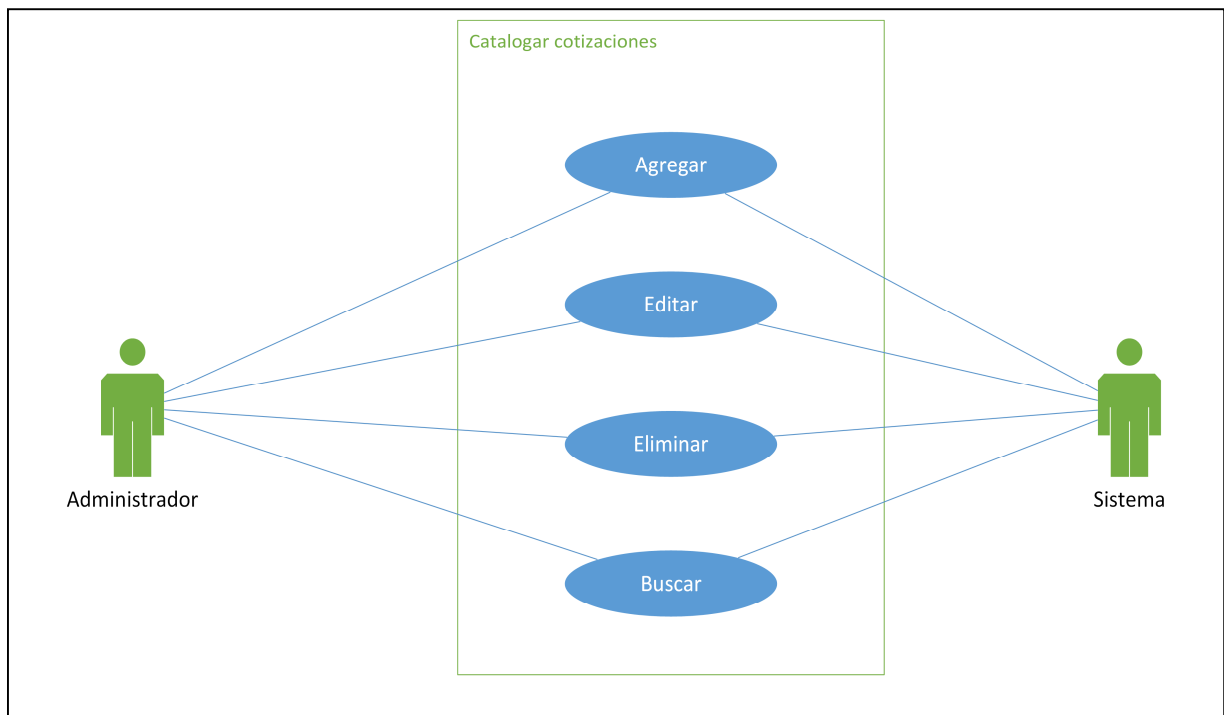 Catalogar cotizaciones
Agregar
Editar
Eliminar
Buscar
Administrador
Sistema